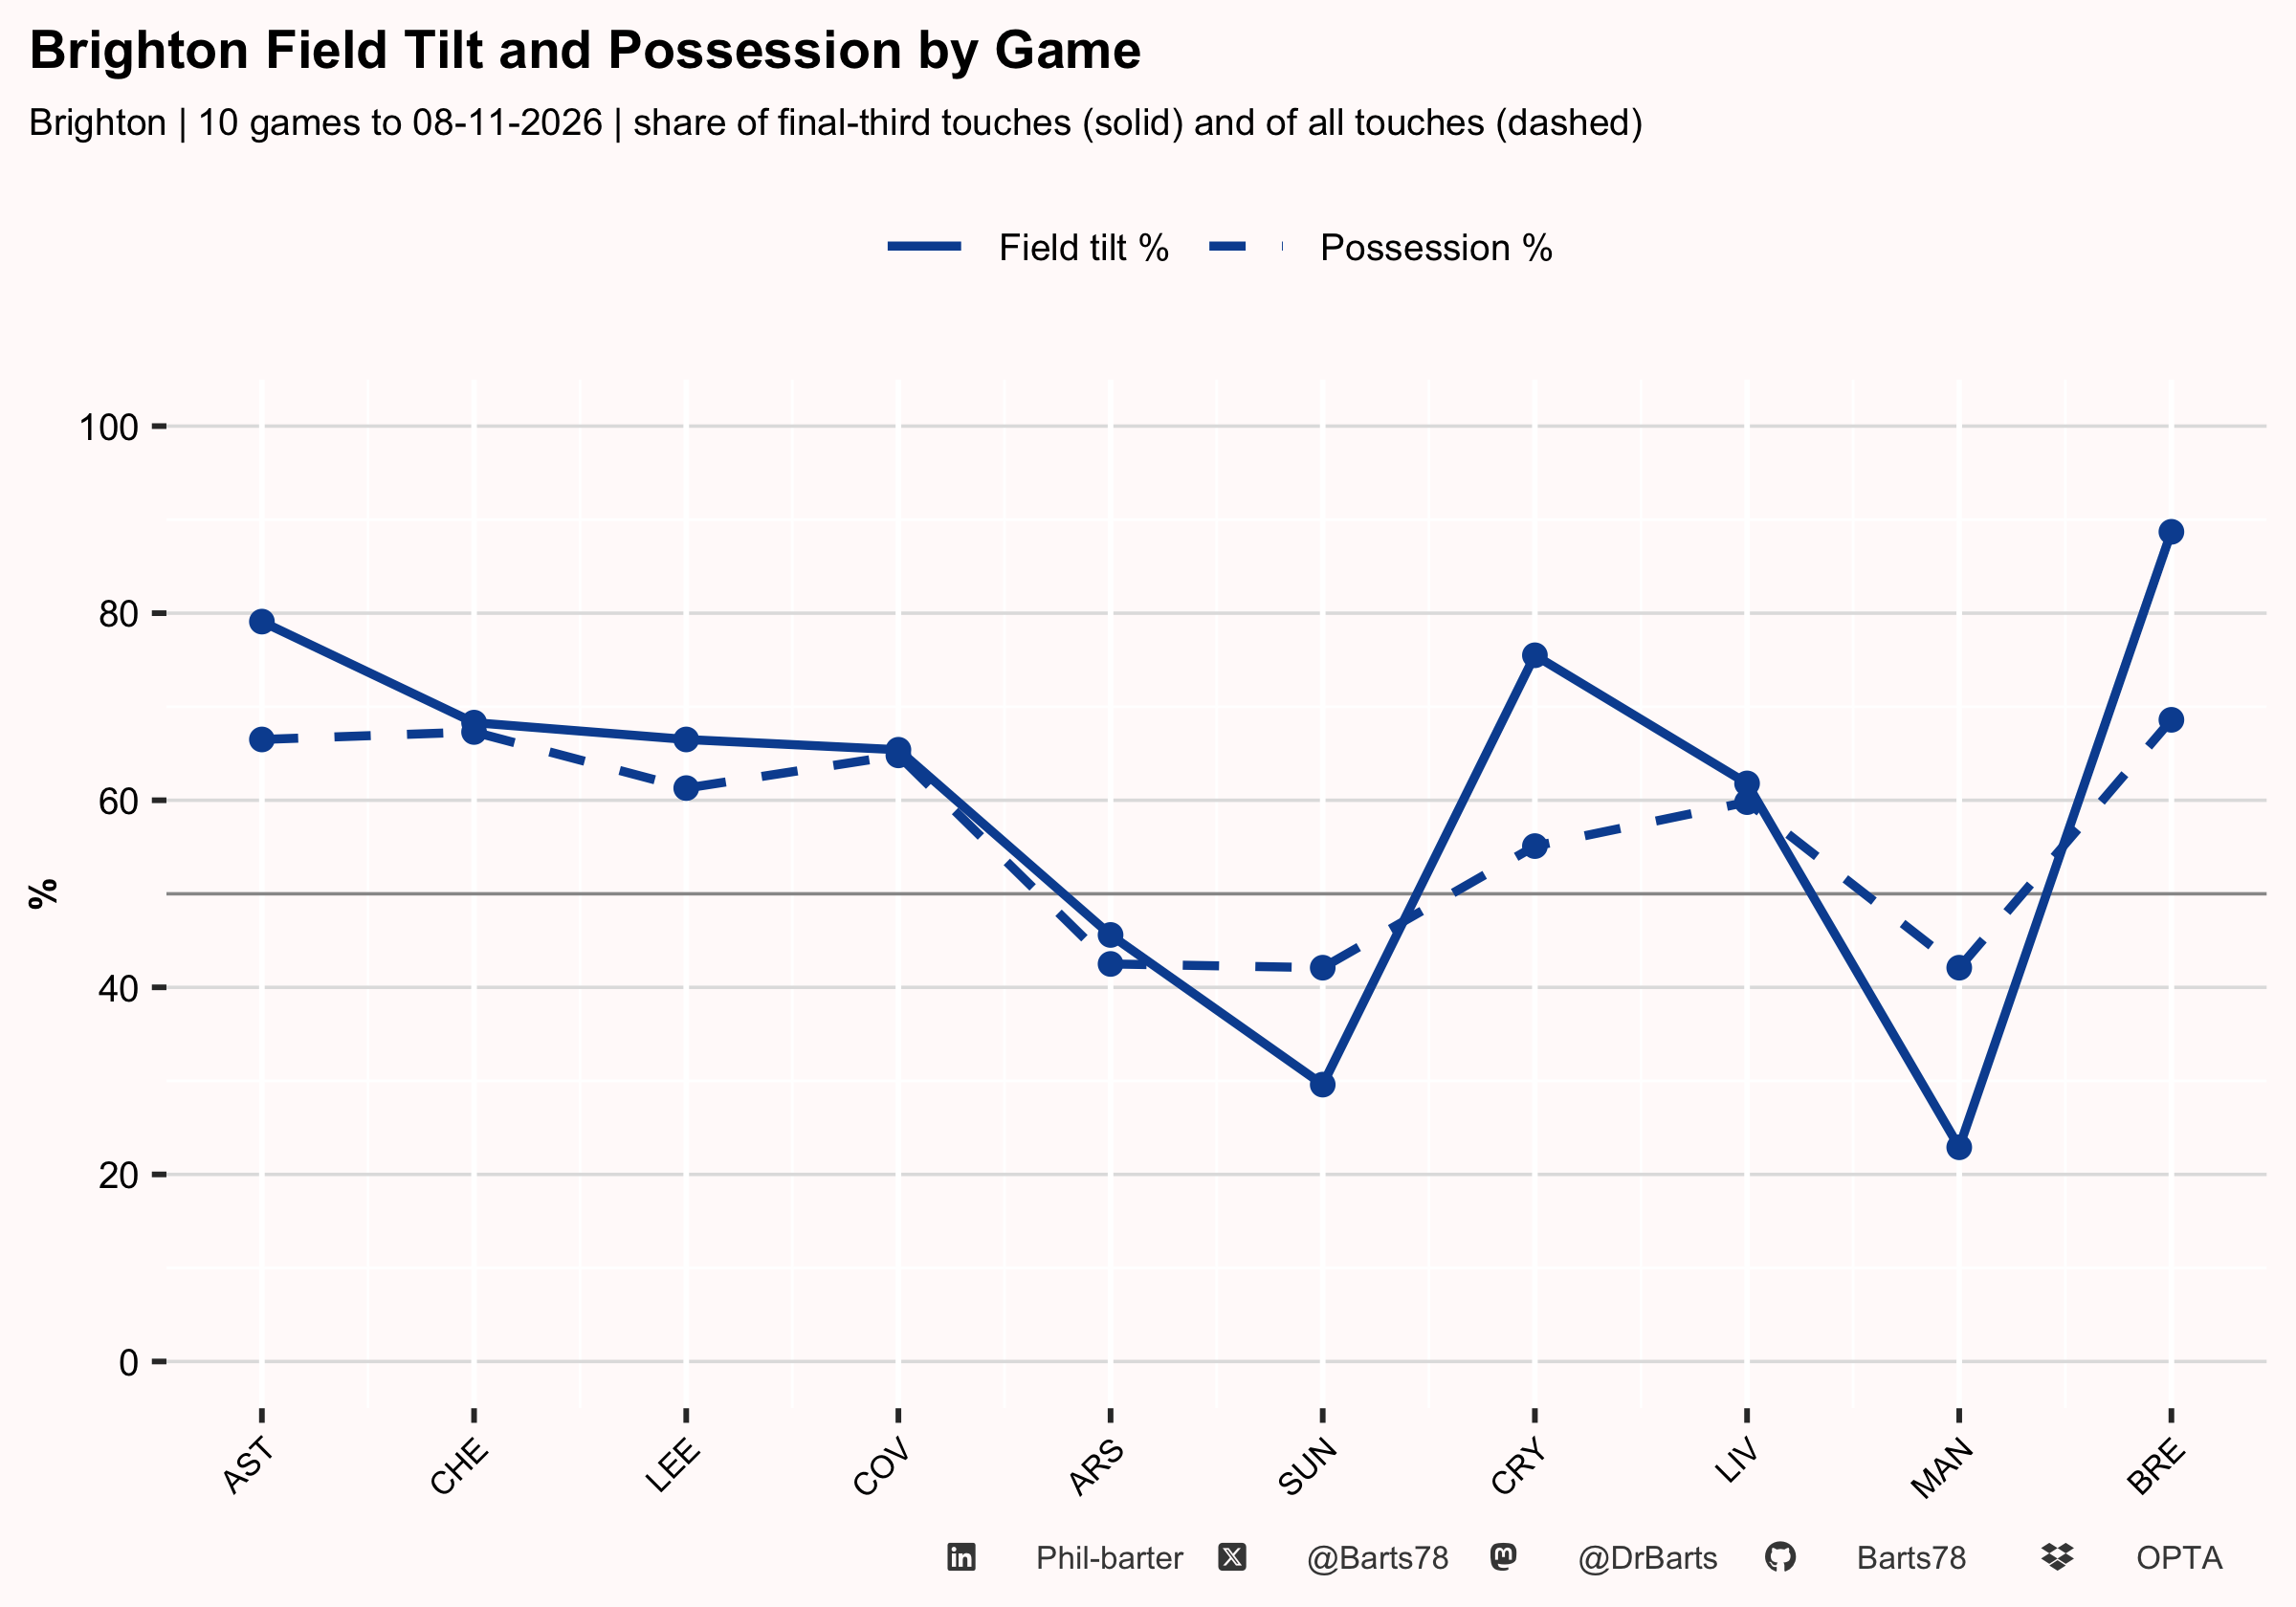 Brighton Field Tilt and Possession by Game
Brighton | 10 games to 08-11-2026 | share of final-third touches (solid) and of all touches (dashed)
Field tilt % Possession %
100
80
60
40
20
0
%
AST CHE LEE COV ARS SUN CRY LIV MAN BRE
Phil-barter @Barts78 @DrBarts Barts78 OPTA